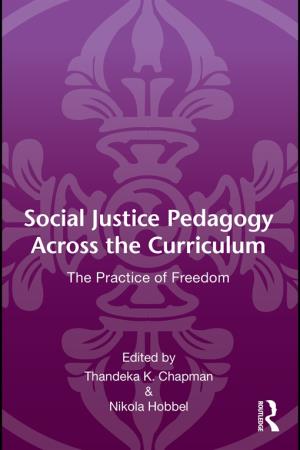 Social Justice Pedagogy
Across the Curriculum
The Practice of Freedom
Edited by
Thandeka K. Chapman
&
Nikola Hobbel
ROUTLEDGE